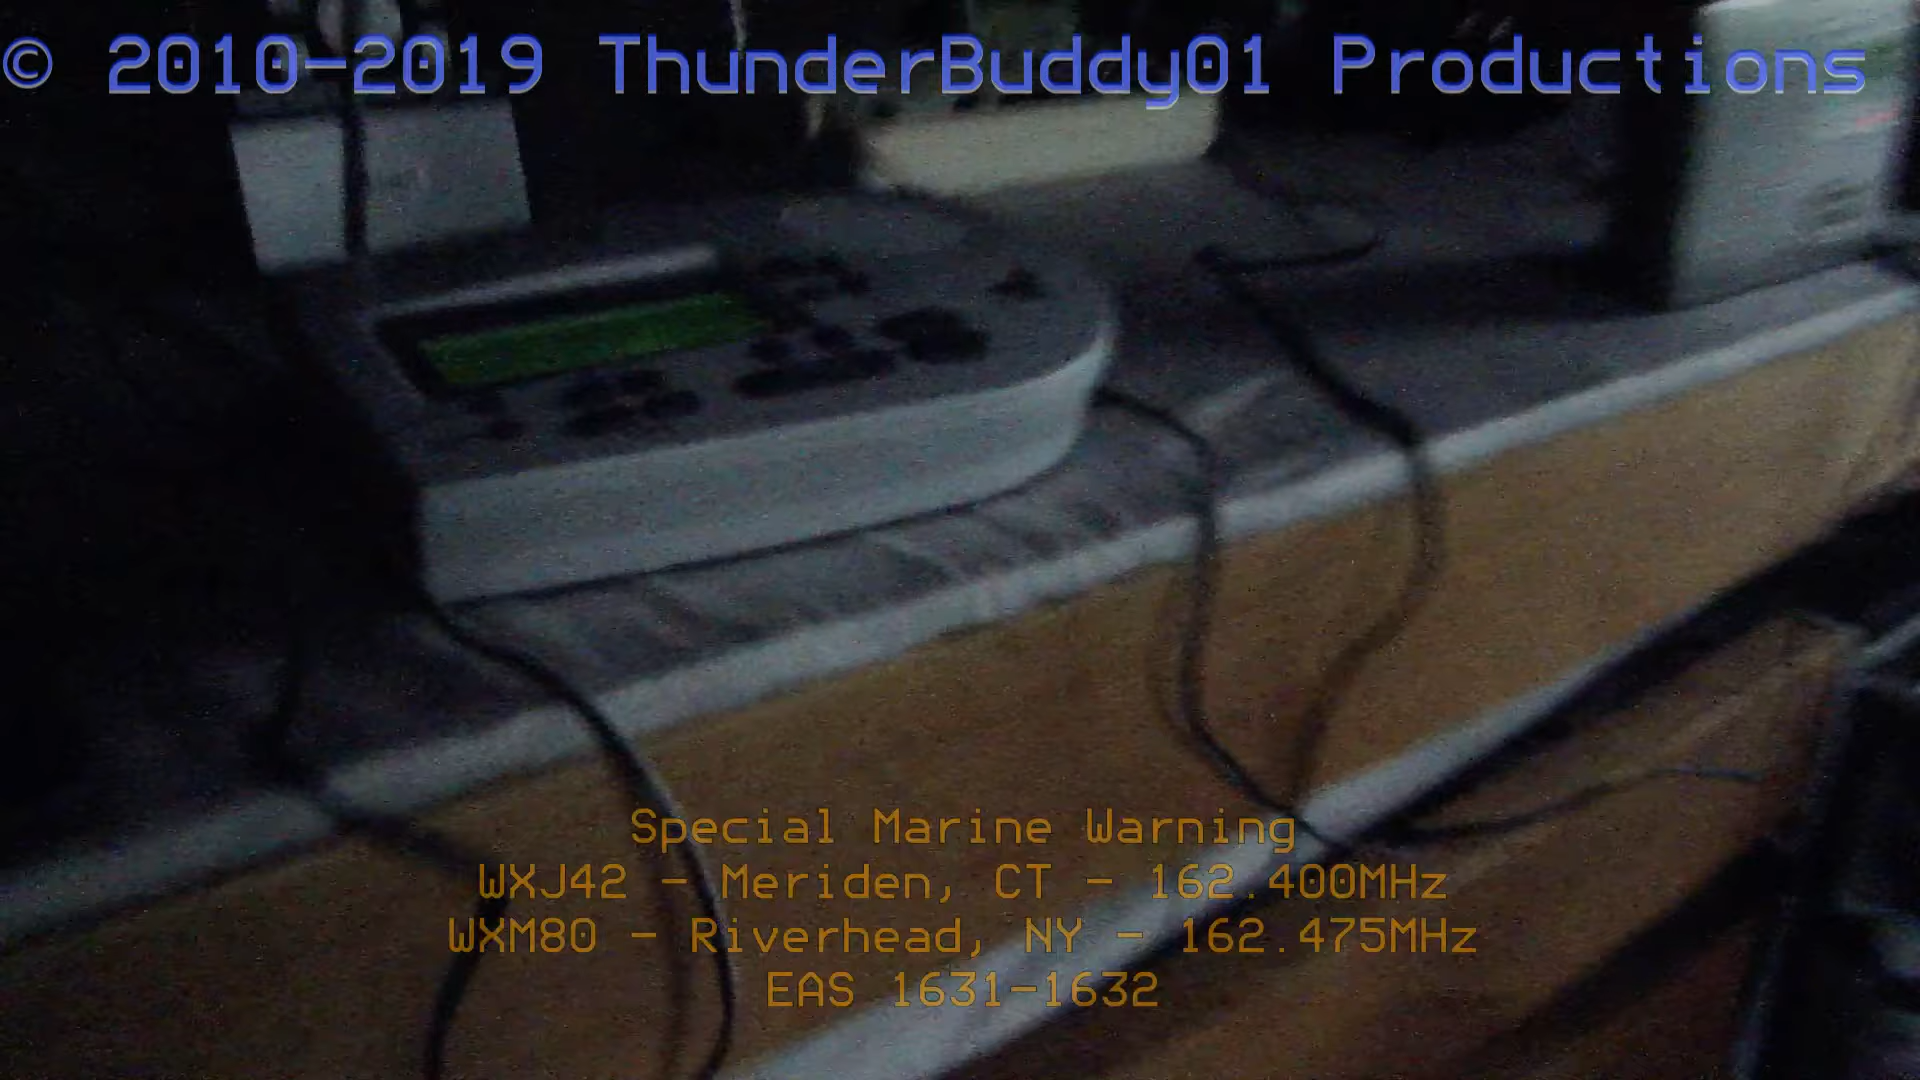 © 2010-2019 ThunderBuddy01 Productions
Special Marine Warning
WXJ42 - Meriden, CT - 162.400MHz
WXM80 - Riverhead, NY - 162.475MHz
EAS 1631-1632